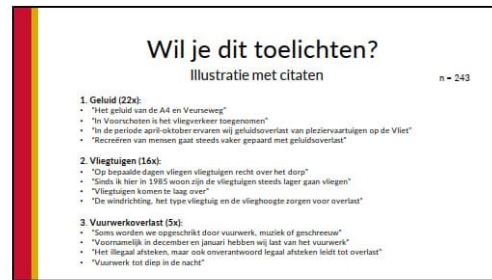 Wil je dit toelichten?
Illustratie met citaten
n = 243
1. Geluid (22x):
• "Het geluid van de A4 en Veurseweg"
• "In Voorschoten is het vliegverkeer toegenomen"
• "In de periode april-oktober ervaren wij geluidsoverlast van pleziervaartuigen op de Vliet"
• "Recreëren van mensen gaat steeds vaker gepaard met geluidsoverlast"
2. Vliegtuigen (16x):
• "Op bepaalde dagen vliegen vliegtuigen recht over het dorp"
• "Sinds ik hier in 1985 woon zijn de vliegtuigen steeds lager gaan vliegen"
• "Vliegtuigen komen te laag over"
• "De windrichting, het type vliegtuig en de vlieghoogte zorgen voor overlast"
3. Vuurwerkoverlast (5x):
• "Soms worden we opgeschrikt door vuurwerk, muziek of geschreeuw"
• "Voornamelijk in december en januari hebben wij last van het vuurwerk"
• "Het illegaal afsteken, maar ook onverantwoord legaal afsteken leidt tot overlast"
• "Vuurwerk tot diep in de nacht"